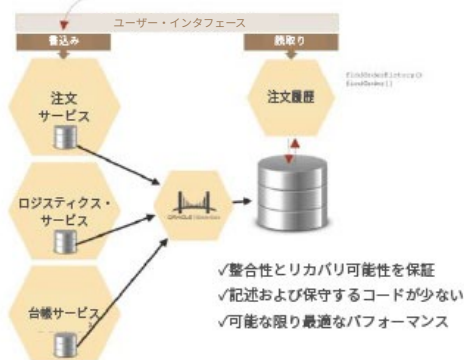 ユーザー・インタフェース
書込み
読取り
注文
サービス
注文履歴
ロジスティクス・
サービス
台帳サービス
✓整合性とリカバリ可能性を保証
✓記述および保守するコードが少ない
✓可能な限り最適なパフォーマンス